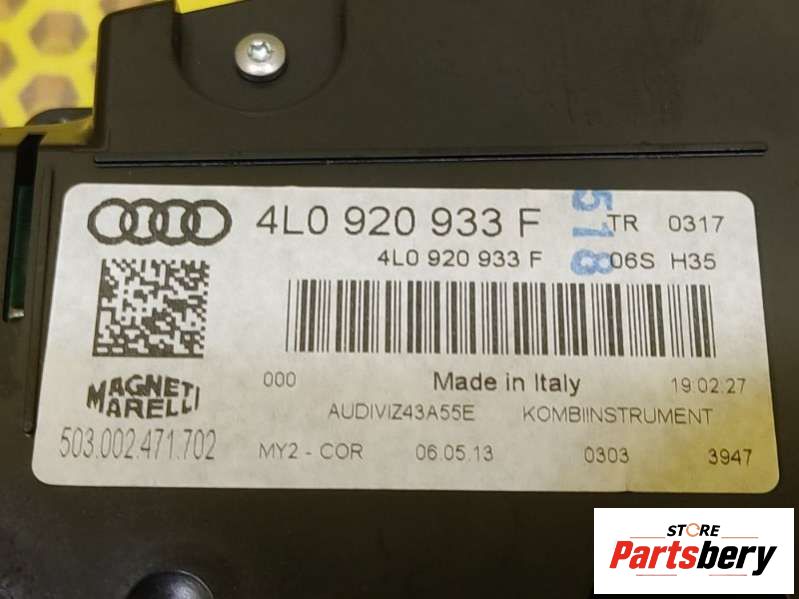 4L0 920 933 F TR 0317
4L0 920 933 F 06S H35
518
000 Made in Italy 19:02:27
MAGNETI
MARELLI
AUDIVIZ43A55E KOMBIINSTRUMENT
503.002.471.702
MY2 - COR 06.05.13 0303 3947
STORE
Partsbery